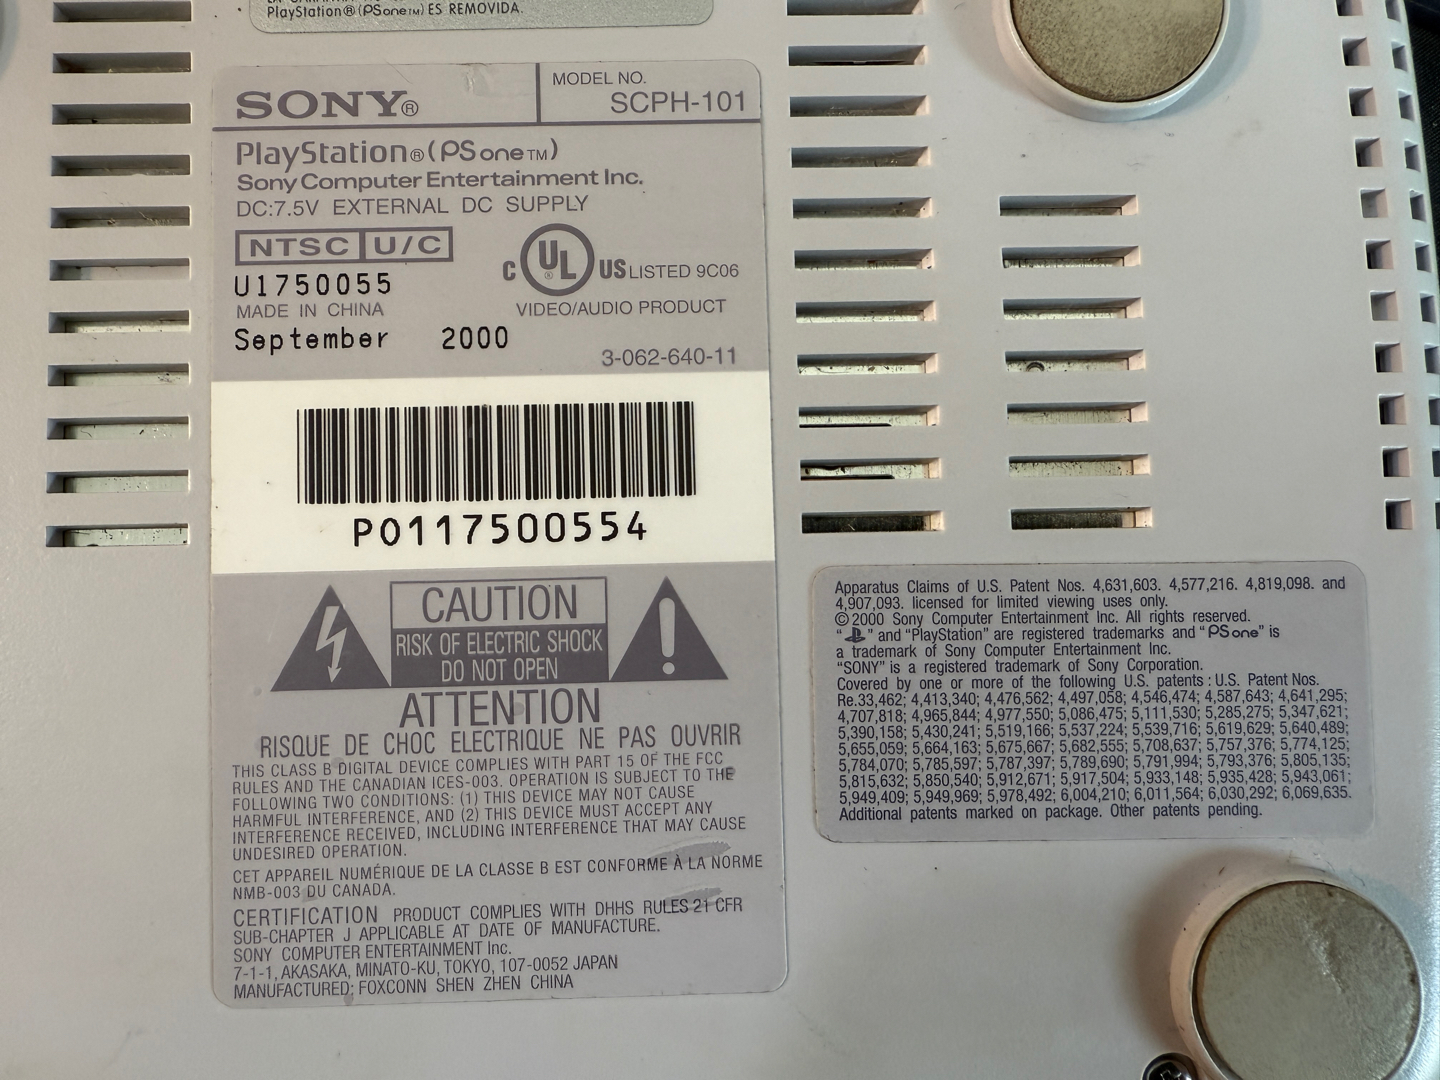 PlayStation®(PSone™) ES REMOVIDA.
SONY®
MODEL NO.
SCPH-101
PlayStation®(PSone™)
Sony Computer Entertainment Inc.
DC:7.5V EXTERNAL DC SUPPLY
NTSC U/C
C UL® US LISTED 9C06
U1750055
MADE IN CHINA
VIDEO/AUDIO PRODUCT
September 2000
3-062-640-11
P0117500554
CAUTION
RISK OF ELECTRIC SHOCK
DO NOT OPEN
ATTENTION
RISQUE DE CHOC ELECTRIQUE NE PAS OUVRIR
THIS CLASS B DIGITAL DEVICE COMPLIES WITH PART 15 OF THE FCC
RULES AND THE CANADIAN ICES-003. OPERATION IS SUBJECT TO THE
FOLLOWING TWO CONDITIONS: (1) THIS DEVICE MAY NOT CAUSE
HARMFUL INTERFERENCE, AND (2) THIS DEVICE MUST ACCEPT ANY
INTERFERENCE RECEIVED, INCLUDING INTERFERENCE THAT MAY CAUSE
UNDESIRED OPERATION.
CET APPAREIL NUMÉRIQUE DE LA CLASSE B EST CONFORME À LA NORME
NMB-003 DU CANADA.
CERTIFICATION PRODUCT COMPLIES WITH DHHS RULES 21 CFR
SUB-CHAPTER J APPLICABLE AT DATE OF MANUFACTURE.
SONY COMPUTER ENTERTAINMENT Inc.
7-1-1, AKASAKA, MINATO-KU, TOKYO, 107-0052 JAPAN
MANUFACTURED; FOXCONN SHEN ZHEN CHINA
Apparatus Claims of U.S. Patent Nos. 4,631,603. 4,577,216. 4,819,098. and
4,907,093. licensed for limited viewing uses only.
©2000 Sony Computer Entertainment Inc. All rights reserved.
" " and "PlayStation" are registered trademarks and "PSone" is
a trademark of Sony Computer Entertainment Inc.
"SONY" is a registered trademark of Sony Corporation.
Covered by one or more of the following U.S. patents : U.S. Patent Nos.
Re.33,462; 4,413,340; 4,476,562; 4,497,058; 4,546,474; 4,587,643; 4,641,295;
4,707,818; 4,965,844; 4,977,550; 5,086,475; 5,111,530; 5,285,275; 5,347,621;
5,390,158; 5,430,241; 5,519,166; 5,537,224; 5,539,716; 5,619,629; 5,640,489;
5,655,059; 5,664,163; 5,675,667; 5,682,555; 5,708,637; 5,757,376; 5,774,125;
5,784,070; 5,785,597; 5,787,397; 5,789,690; 5,791,994; 5,793,376; 5,805,135;
5,815,632; 5,850,540; 5,912,671; 5,917,504; 5,933,148; 5,935,428; 5,943,061;
5,949,409; 5,949,969; 5,978,492; 6,004,210; 6,011,564; 6,030,292; 6,069,635.
Additional patents marked on package. Other patents pending.